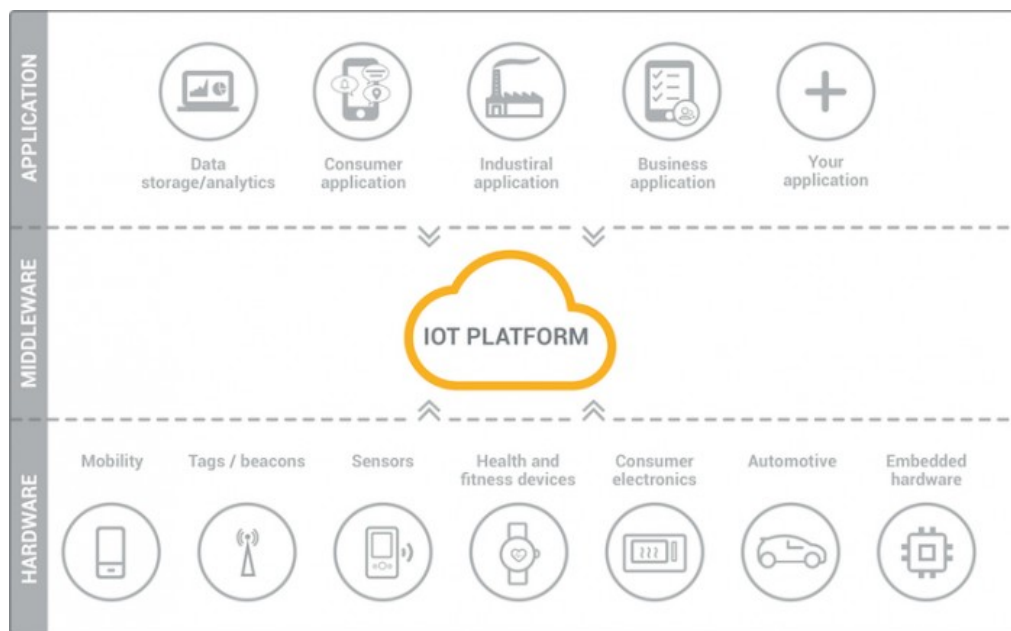 APPLICATION
Data
storage/analytics
Consumer
application
Industiral
application
Business
application
Your
application
MIDDLEWARE
IOT PLATFORM
HARDWARE
Mobility
Tags / beacons
Sensors
Health and
fitness devices
Consumer
electronics
Automotive
Embedded
hardware